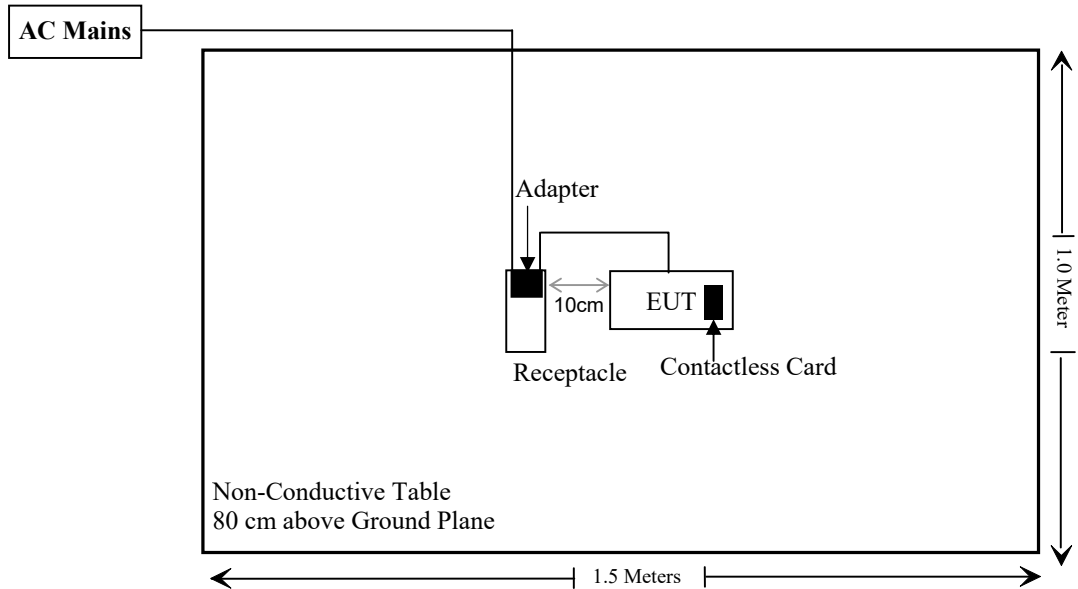 AC Mains
Adapter
10cm
EUT
Receptacle
Contactless Card
1.0 Meter
Non-Conductive Table
80 cm above Ground Plane
1.5 Meters